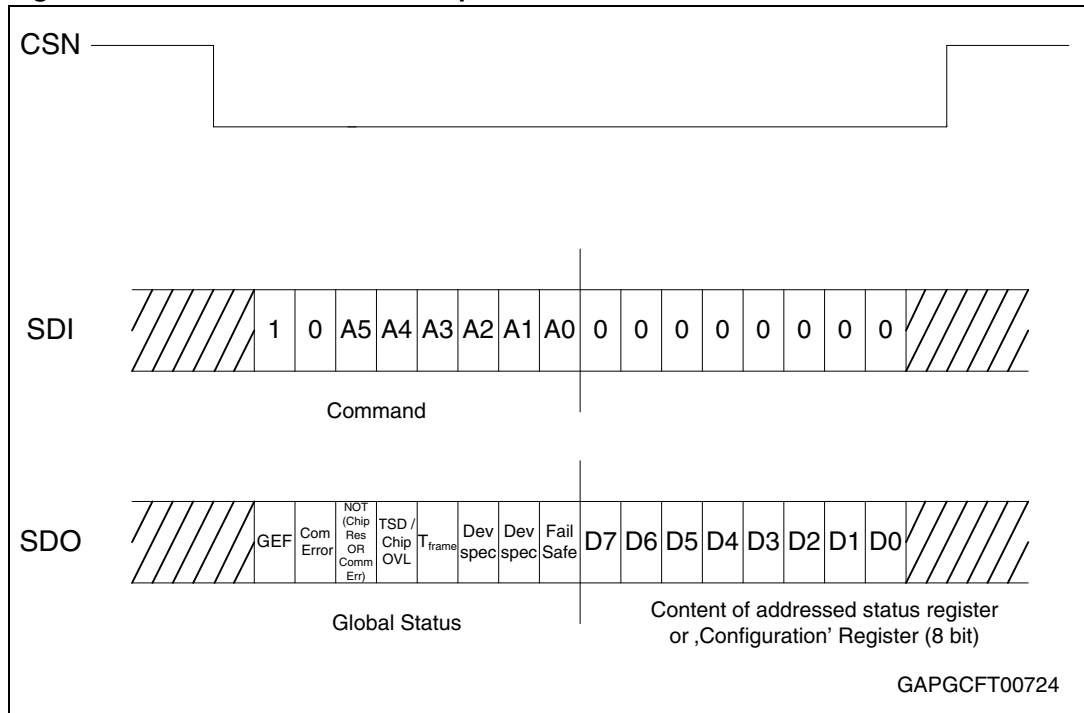 CSN
SDI
1 0 A5 A4 A3 A2 A1 A0 0 0 0 0 0 0 0 0
Command
SDO
GEF
Com
Error
NOT
(Chip
Res
OR
Comm
Err)
TSD /
Chip
OVL
Tframe
Dev
spec
Dev
spec
Fail
Safe
D7 D6 D5 D4 D3 D2 D1 D0
Global Status
Content of addressed status register
or ‚Configuration’ Register (8 bit)
GAPGCFT00724